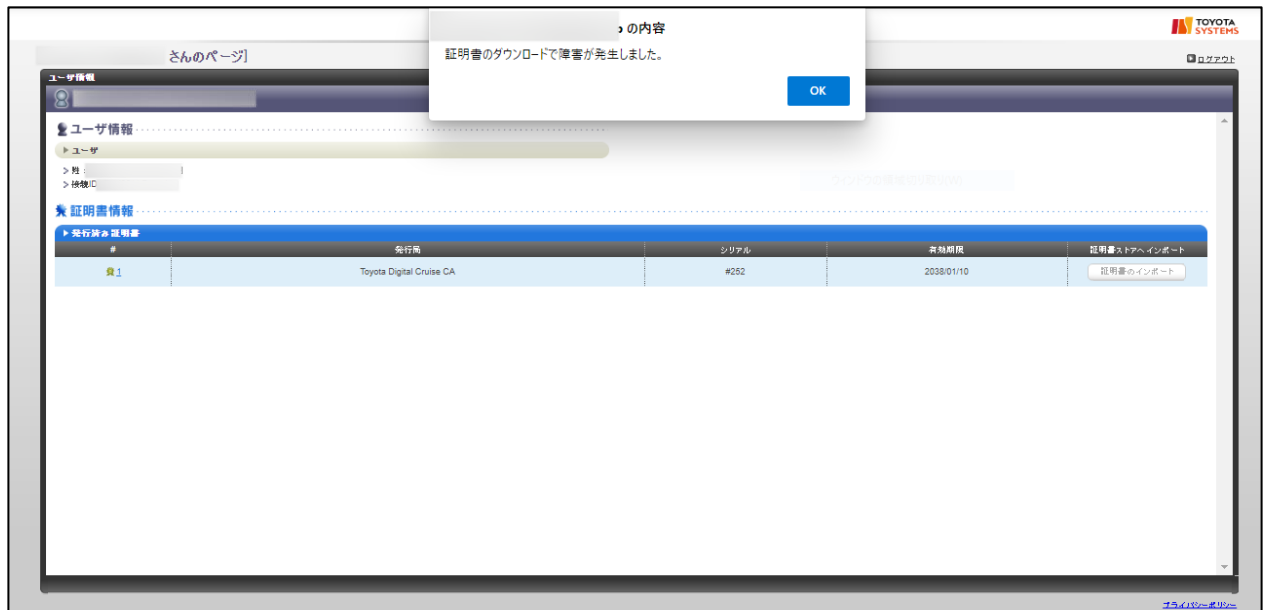 の内容
証明書のダウンロードで障害が発生しました。
OK
TOYOTA
SYSTEMS
さんのページ]
ログアウト
ユーザ情報
ユーザ情報
ユーザ
> 姓 :
> 接続ID
証明書情報
発行済み証明書
# 発行局 シリアル 有効期限 証明書ストアへインポート
1 Toyota Digital Cruise CA #252 2038/01/10 証明書のインポート
プライバシーポリシー